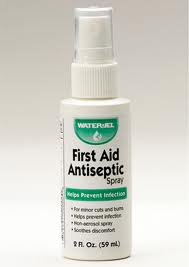 WATER-JEL
First Aid
Antiseptic
Spray
Helps Prevent Infection
• For minor cuts and burns
• Helps prevent infection
• Non-aerosol spray
• Soothes discomfort
2 Fl. Oz. (59 mL)